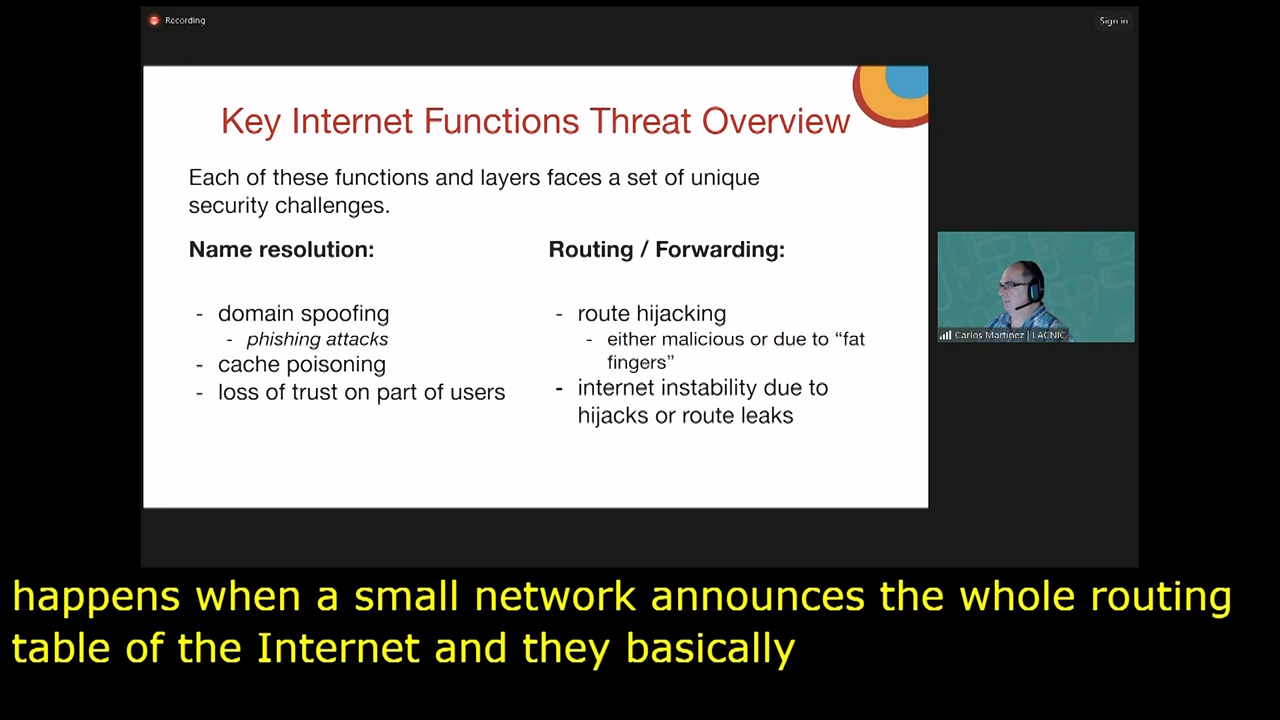 Recording
Sign in
Key Internet Functions Threat Overview
Each of these functions and layers faces a set of unique
security challenges.
Name resolution:
- domain spoofing
- phishing attacks
- cache poisoning
- loss of trust on part of users
Routing / Forwarding:
- route hijacking
- either malicious or due to “fat
fingers”
- internet instability due to
hijacks or route leaks
Carlos Martinez | LACNIC
happens when a small network announces the whole routing
table of the Internet and they basically